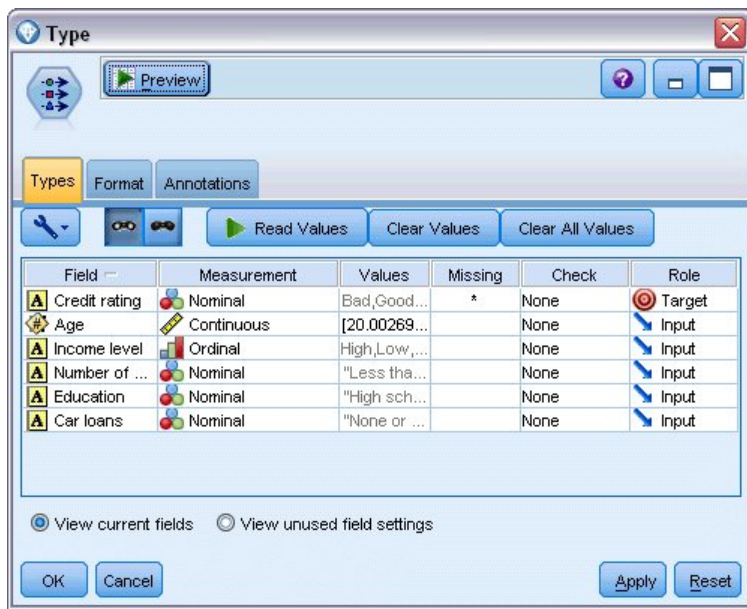 Type
Preview
Types Format Annotations
Read Values Clear Values Clear All Values
Field Measurement Values Missing Check Role
Credit rating Nominal Bad,Good... * None Target
Age Continuous [20.00269... None Input
Income level Ordinal High,Low,... None Input
Number of ... Nominal "Less tha... None Input
Education Nominal "High sch... None Input
Car loans Nominal "None or ... None Input
View current fields View unused field settings
OK Cancel Apply Reset